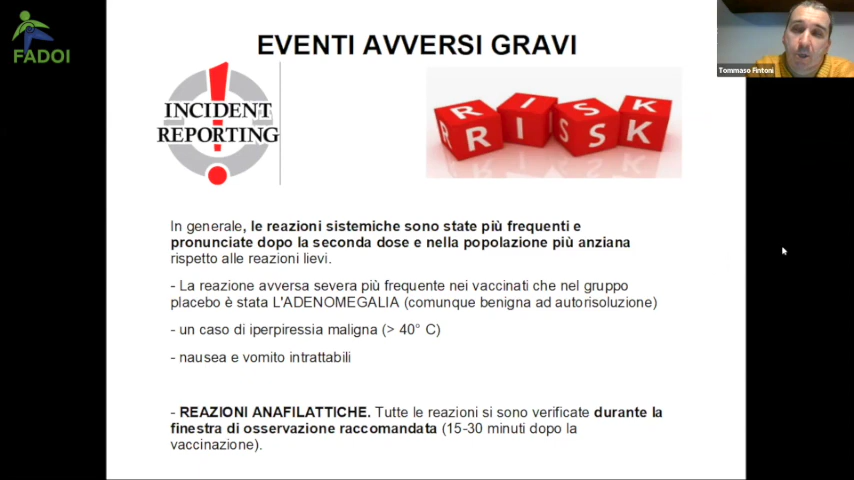 FADOI
EVENTI AVVERSI GRAVI
Tommaso Fintoni
INCIDENT
REPORTING
R I S K
R I S S K
In generale, le reazioni sistemiche sono state più frequenti e
pronunciate dopo la seconda dose e nella popolazione più anziana
rispetto alle reazioni lievi.
- La reazione avversa severa più frequente nei vaccinati che nel gruppo
placebo è stata L'ADENOMEGALIA (comunque benigna ad autorisoluzione)
- un caso di iperpiressia maligna (> 40° C)
- nausea e vomito intrattabili
- REAZIONI ANAFILATTICHE. Tutte le reazioni si sono verificate durante la
finestra di osservazione raccomandata (15-30 minuti dopo la
vaccinazione).